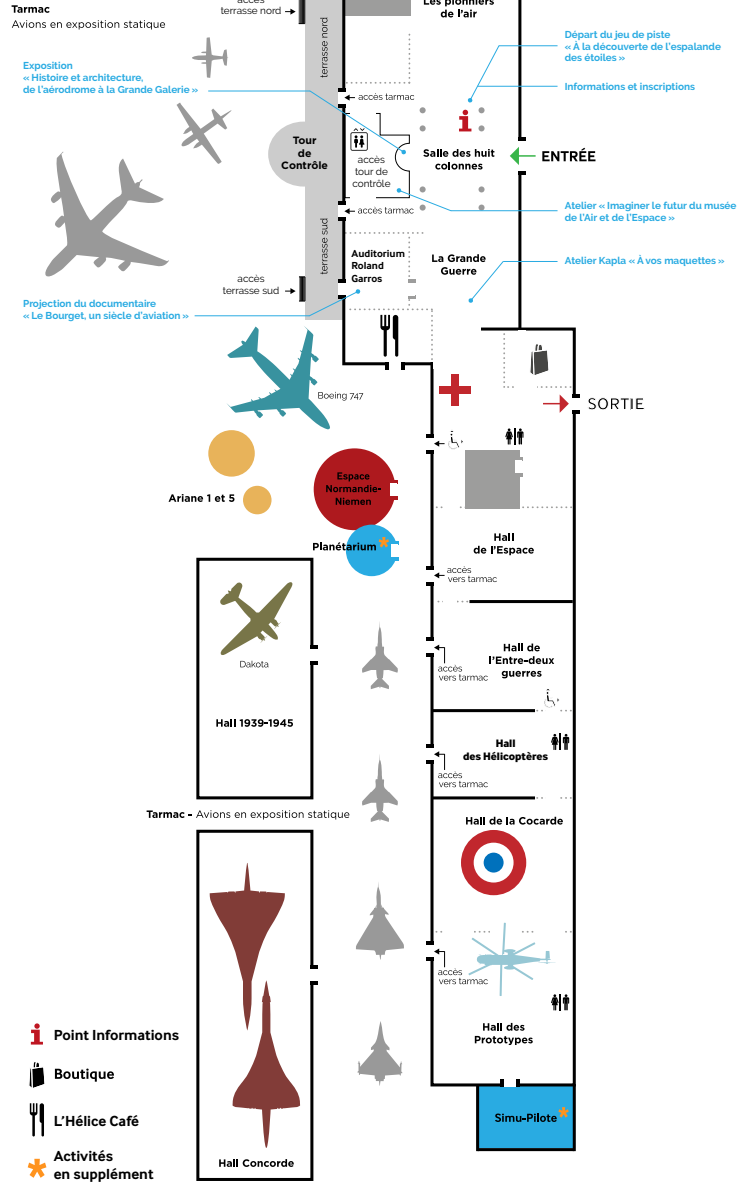 Tarmac
Avions en exposition statique
accès
terrasse nord
terrasse nord
Les pionniers
de l'air
Départ du jeu de piste
« À la découverte de l'espalande
des étoiles »
Exposition
« Histoire et architecture,
de l'aérodrome à la Grande Galerie »
Informations et inscriptions
accès tarmac
Tour
de
Contrôle
accès
tour de
contrôle
Salle des huit
colonnes
ENTRÉE
accès tarmac
Atelier « Imaginer le futur du musée
de l'Air et de l'Espace »
terrasse sud
Auditorium
Roland
Garros
La Grande
Guerre
Atelier Kapla « À vos maquettes »
accès
terrasse sud
Projection du documentaire
« Le Bourget, un siècle d'aviation »
Boeing 747
SORTIE
Ariane 1 et 5
Espace
Normandie-
Niemen
Planétarium
Hall
de l'Espace
accès
vers tarmac
Dakota
Hall 1939-1945
Hall de
l'Entre-deux
guerres
accès
vers tarmac
Hall
des Hélicoptères
accès
vers tarmac
Tarmac - Avions en exposition statique
Hall de la Cocarde
accès
vers tarmac
Hall des
Prototypes
Simu-Pilote
Hall Concorde
Point Informations
Boutique
L'Hélice Café
Activités
en supplément